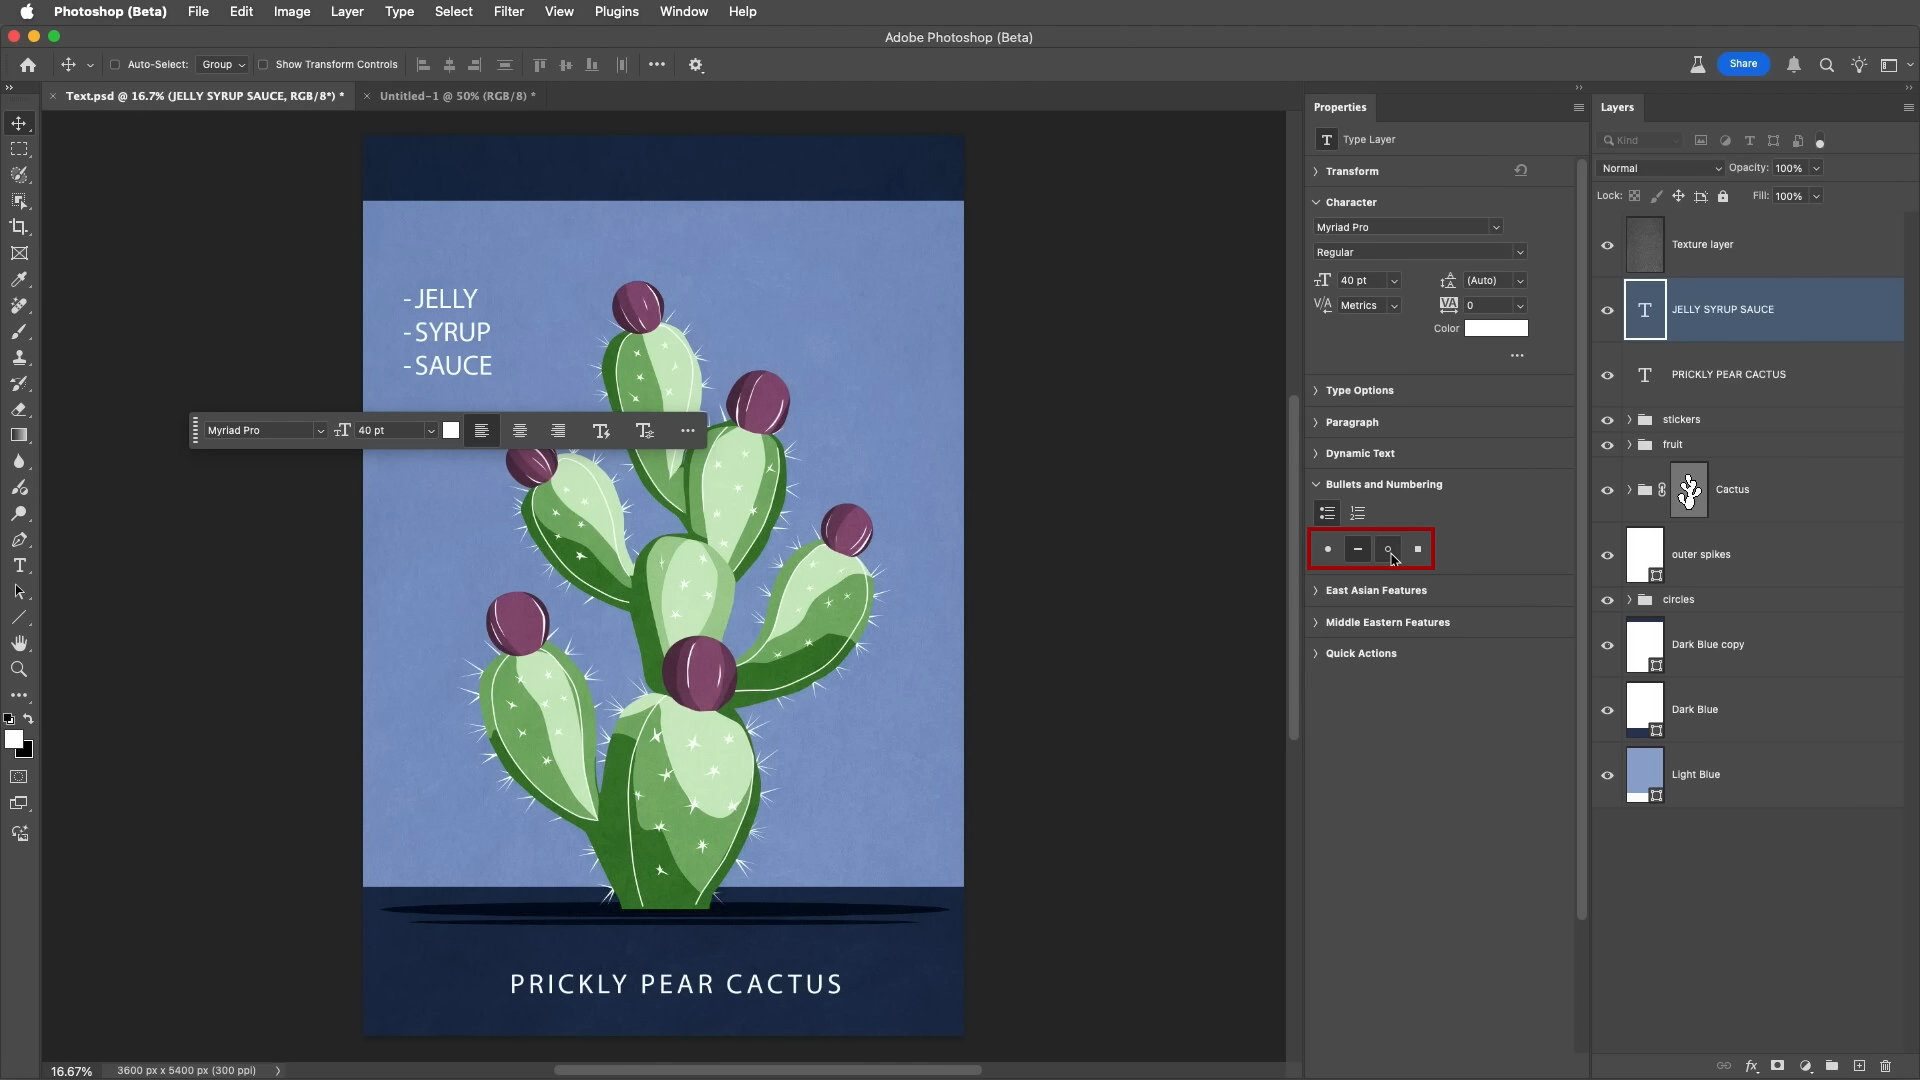 Photoshop (Beta) File Edit Image Layer Type Select Filter View Plugins Window Help
Adobe Photoshop (Beta)
Auto-Select: Group Show Transform Controls Share
Text.psd @ 16.7% (JELLY SYRUP SAUCE, RGB/8*) * Untitled-1 @ 50% (RGB/8) *
Properties
Type Layer
Transform
Character
Myriad Pro
Regular
40 pt (Auto)
Metrics 0
Color
Type Options
Paragraph
Dynamic Text
Bullets and Numbering
East Asian Features
Middle Eastern Features
Quick Actions
Layers
Kind
Normal Opacity: 100%
Lock: Fill: 100%
Texture layer
JELLY SYRUP SAUCE
PRICKLY PEAR CACTUS
stickers
fruit
Cactus
outer spikes
circles
Dark Blue copy
Dark Blue
Light Blue
-JELLY
-SYRUP
-SAUCE
Myriad Pro 40 pt
PRICKLY PEAR CACTUS
16.67% 3600 px x 5400 px (300 ppi)